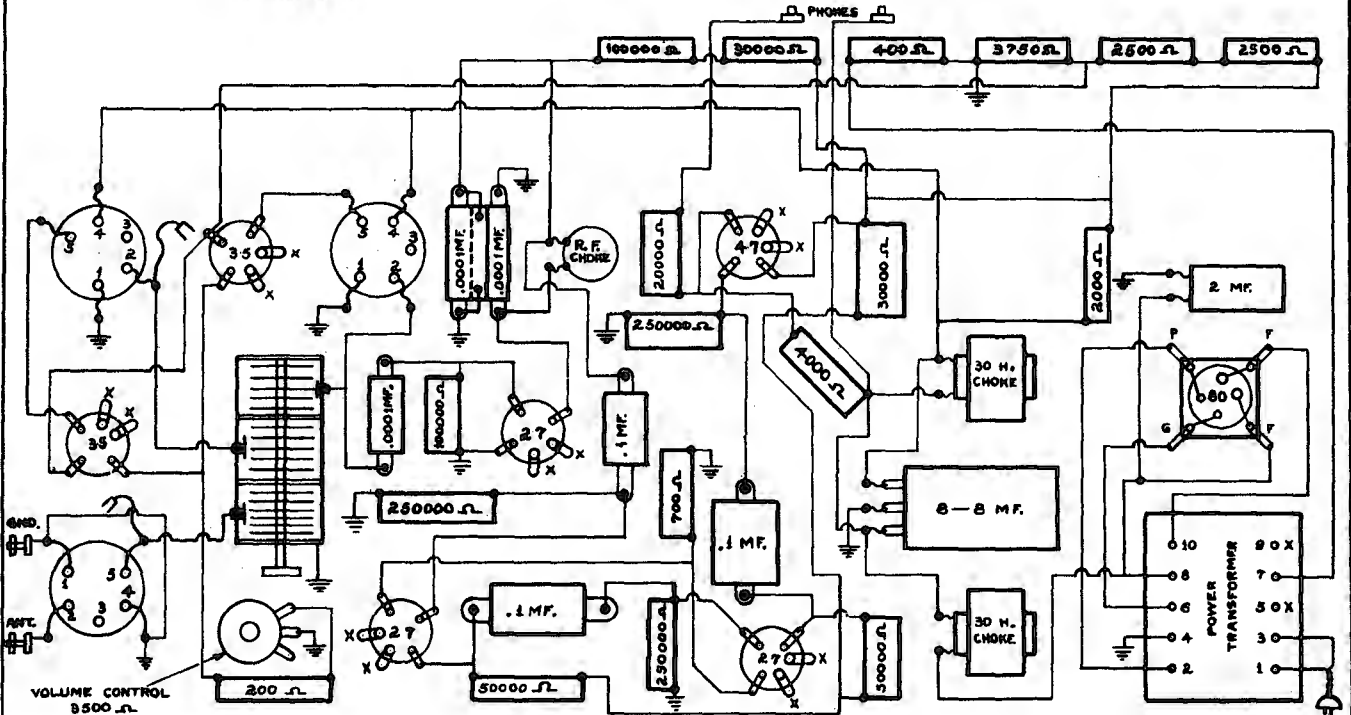 PHONES
100000 Ω
30000 Ω
400 Ω
3750 Ω
2500 Ω
2500 Ω
5
4
3
2
1
35
X
X
3
4
3
1
2
.0001 MF.
.0001 MF.
R.F. CHOKE
20000 Ω
47
X
X
30000 Ω
2000 Ω
2 MF.
250000 Ω
4000 Ω
30 H. CHOKE
P
F
80
G
F
35
X
X
.0001 MF.
100000 Ω
27
X
X
.1 MF.
250000 Ω
700 Ω
.1 MF.
8-8 MF.
GND.
ANT.
1
5
2
4
3
POWER TRANSFORMER
10
9 X
8
7
6
5 X
4
3
2
1
VOLUME CONTROL
3500 Ω
200 Ω
27
X
X
.1 MF.
50000 Ω
250000 Ω
27
X
X
50000 Ω
30 H. CHOKE